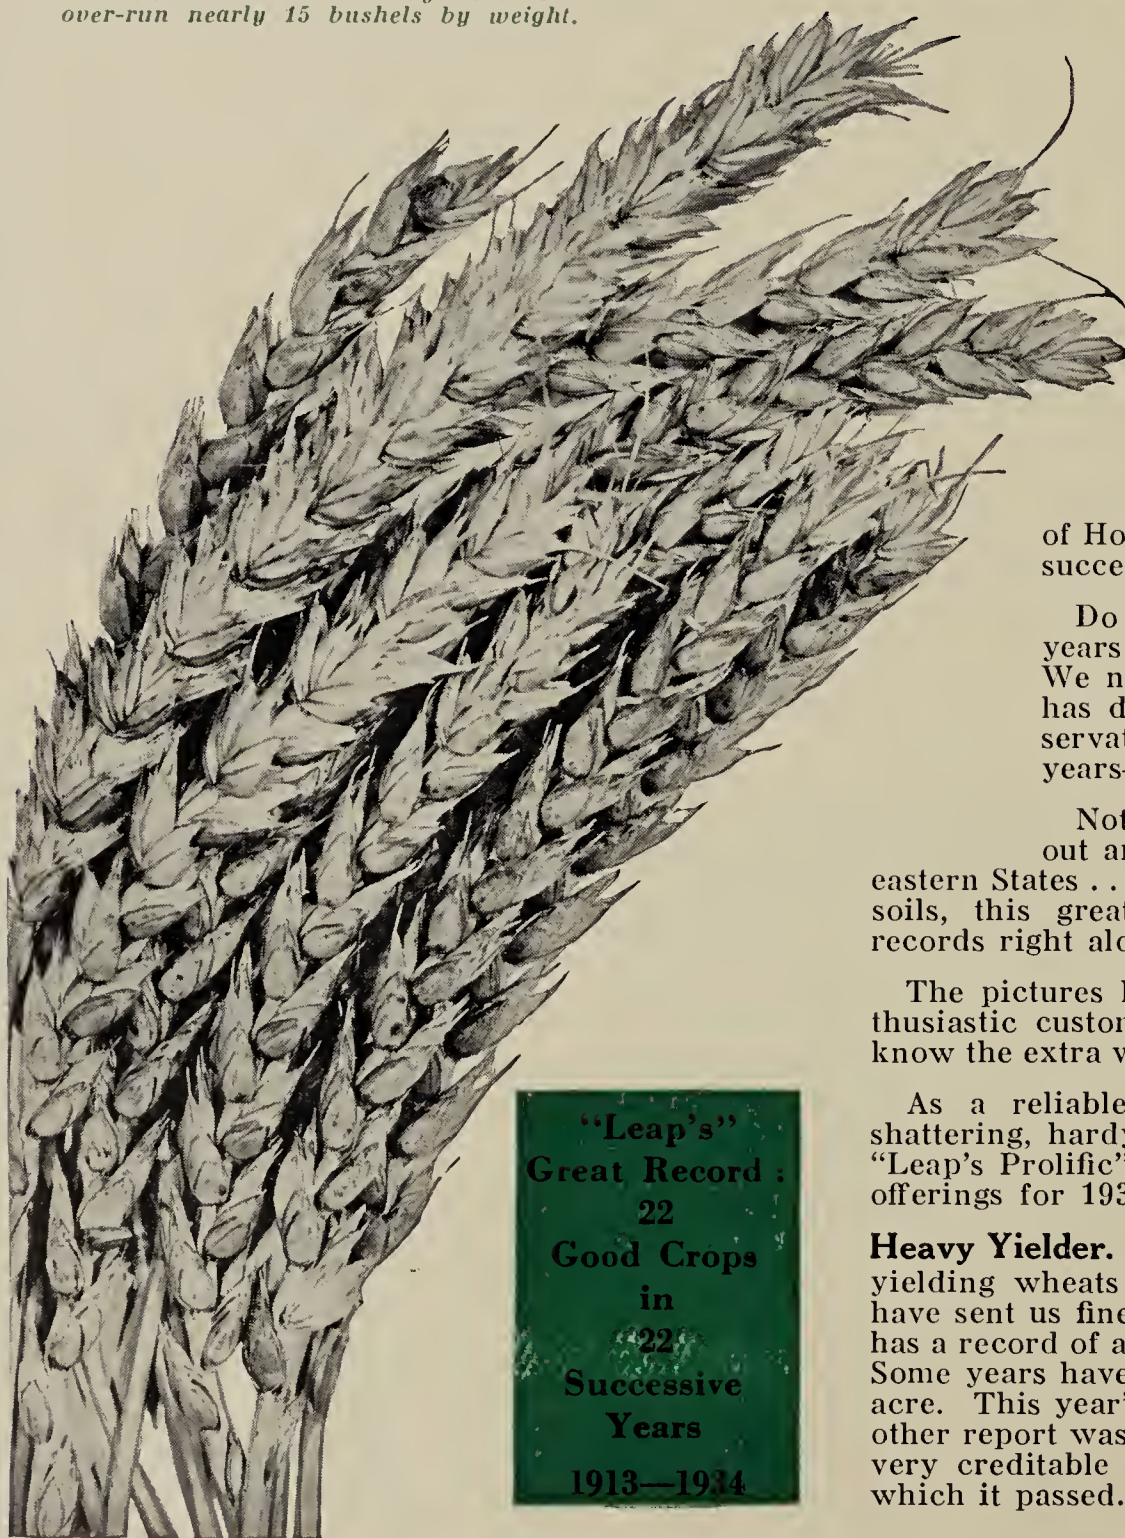 over-run nearly 15 bushels by weight.
of Ho
succe
Do
years
We n
has d
servat
years-
Not
out an
eastern States . .
soils, this great
records right alo
The pictures
thusiastic custon
know the extra v
As a reliable
shattering, hardy
"Leap's Prolific"
offerings for 193
Heavy Yielder.
yielding wheats
have sent us fine
has a record of a
Some years have
acre. This year'
other report was
very creditable
which it passed.
"Leap's"
Great Record :
22
Good Crops
in
22
Successive
Years
1913—1934